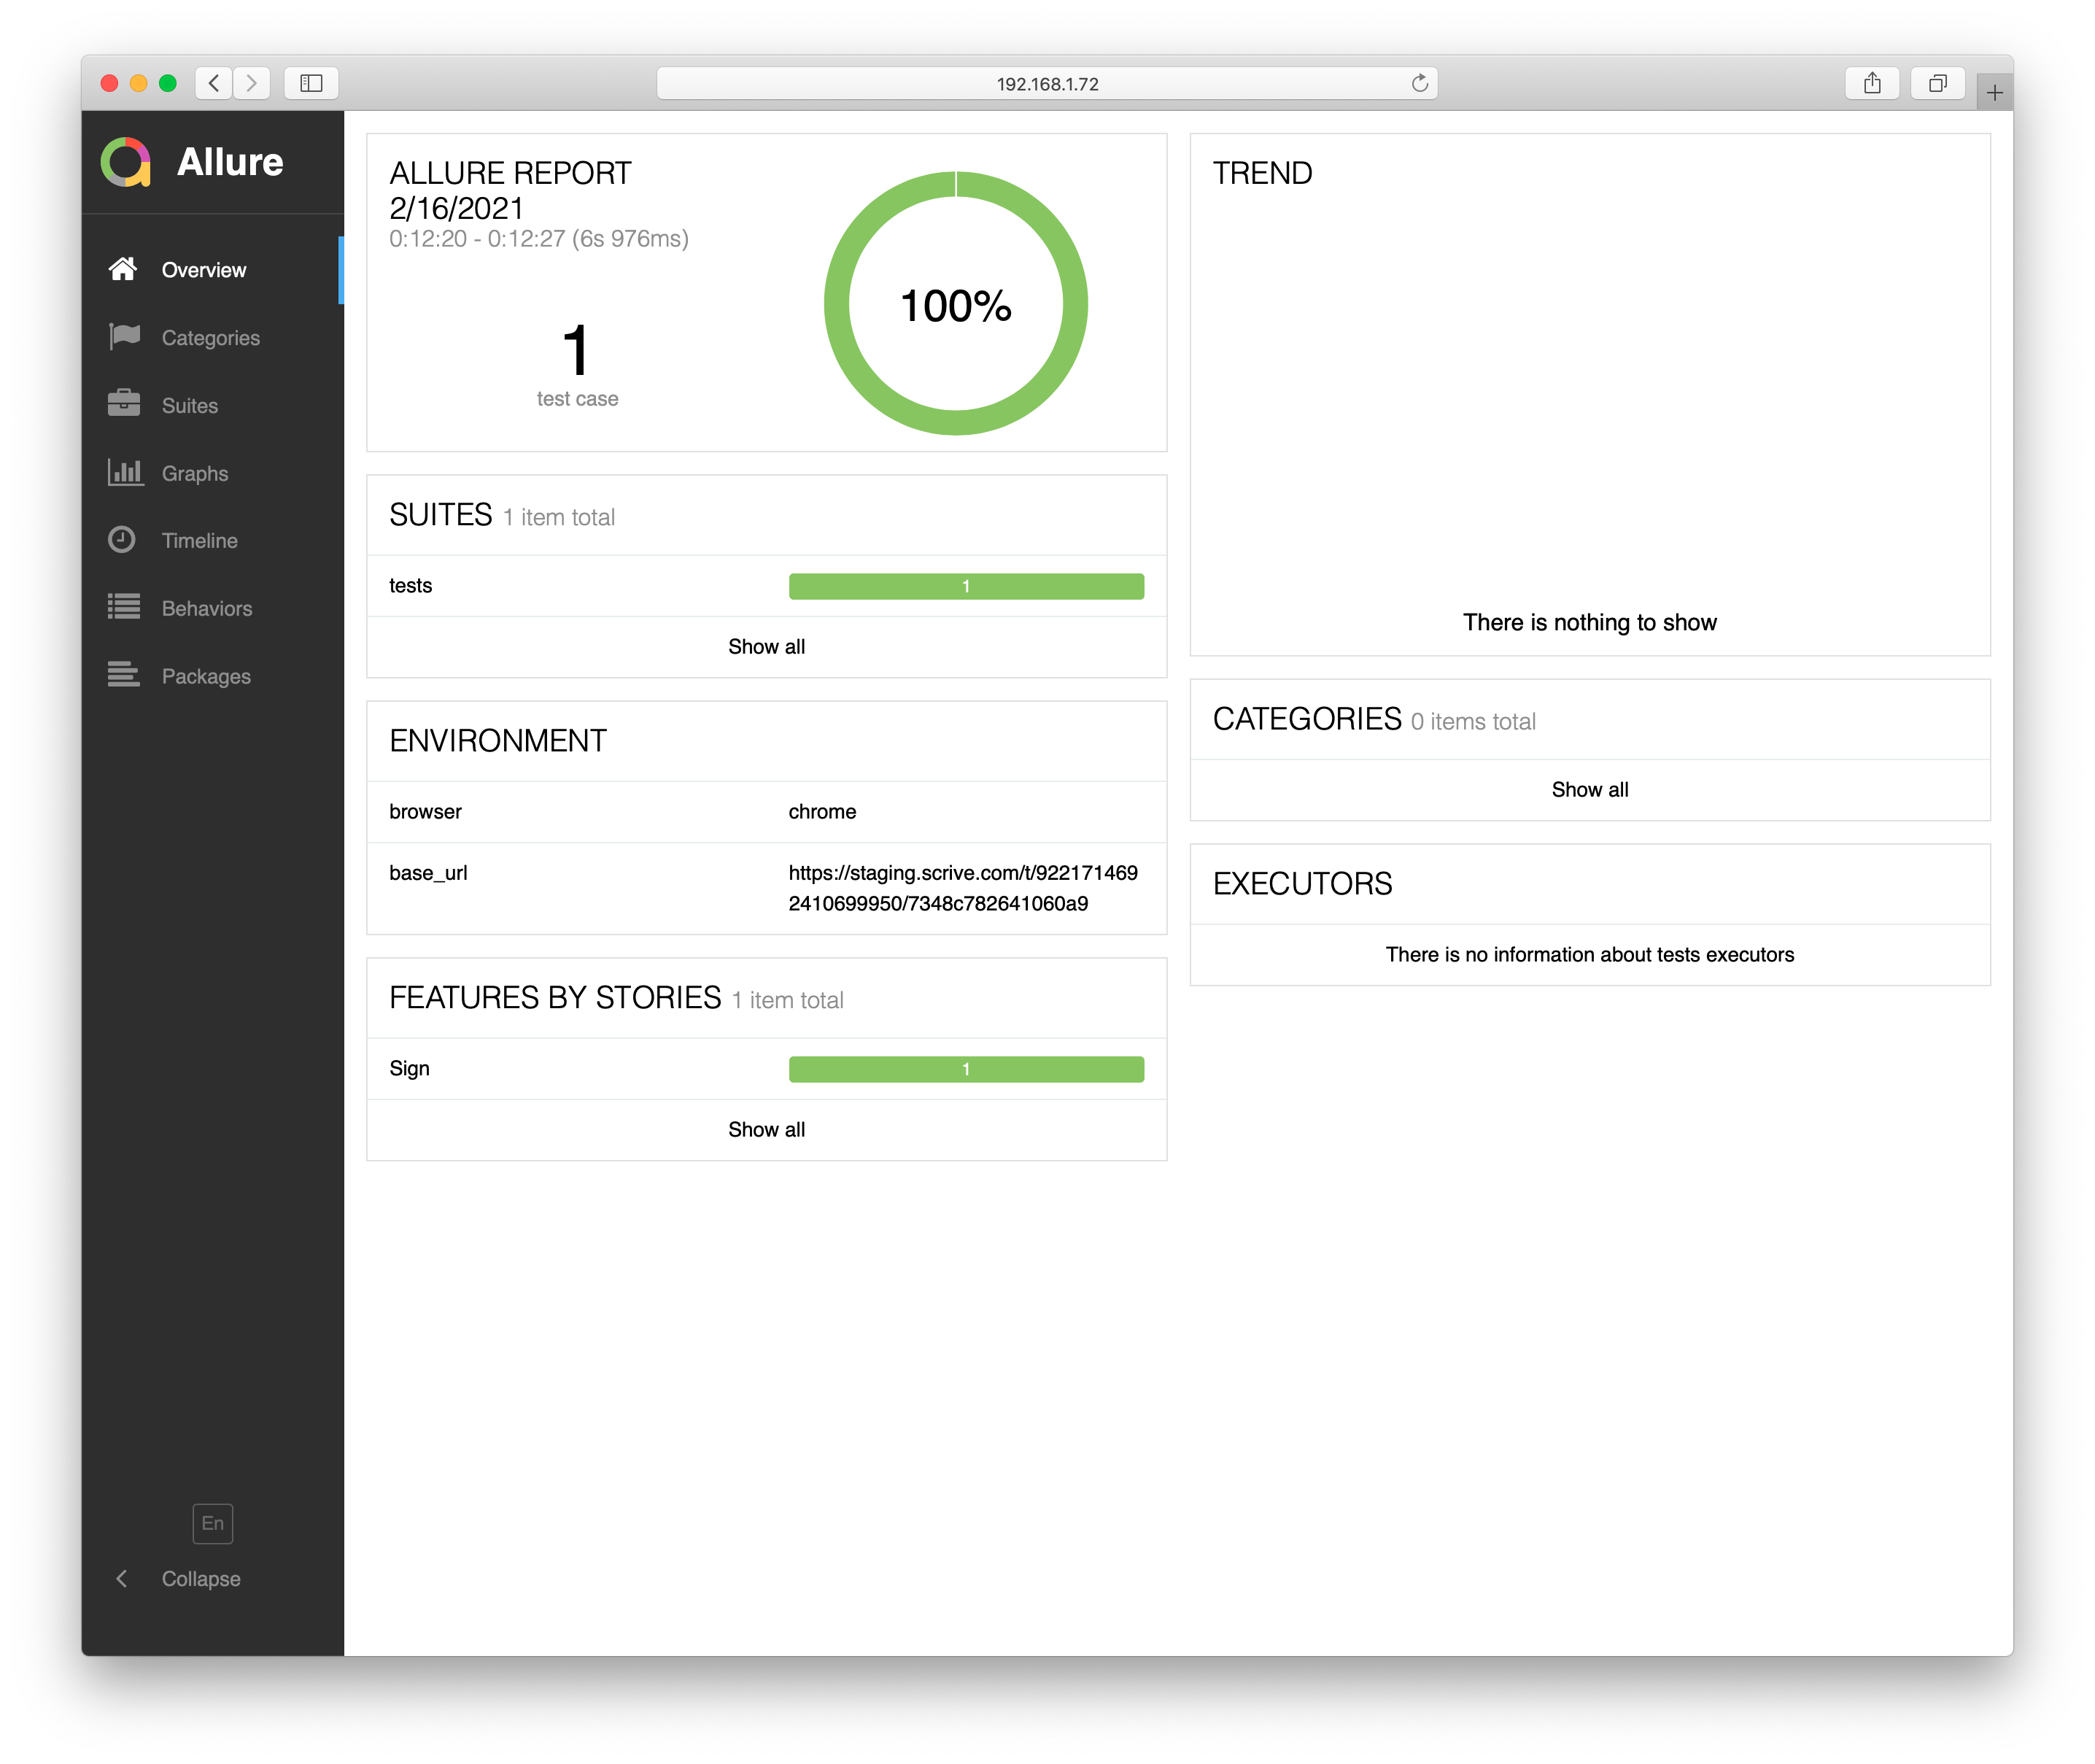 192.168.1.72
Allure
Overview
Categories
Suites
Graphs
Timeline
Behaviors
Packages
En
Collapse
ALLURE REPORT
2/16/2021
0:12:20 - 0:12:27 (6s 976ms)
1
test case
100%
SUITES 1 item total
tests 1
Show all
ENVIRONMENT
browser chrome
base_url https://staging.scrive.com/t/922171469
2410699950/7348c782641060a9
FEATURES BY STORIES 1 item total
Sign 1
Show all
TREND
There is nothing to show
CATEGORIES 0 items total
Show all
EXECUTORS
There is no information about tests executors